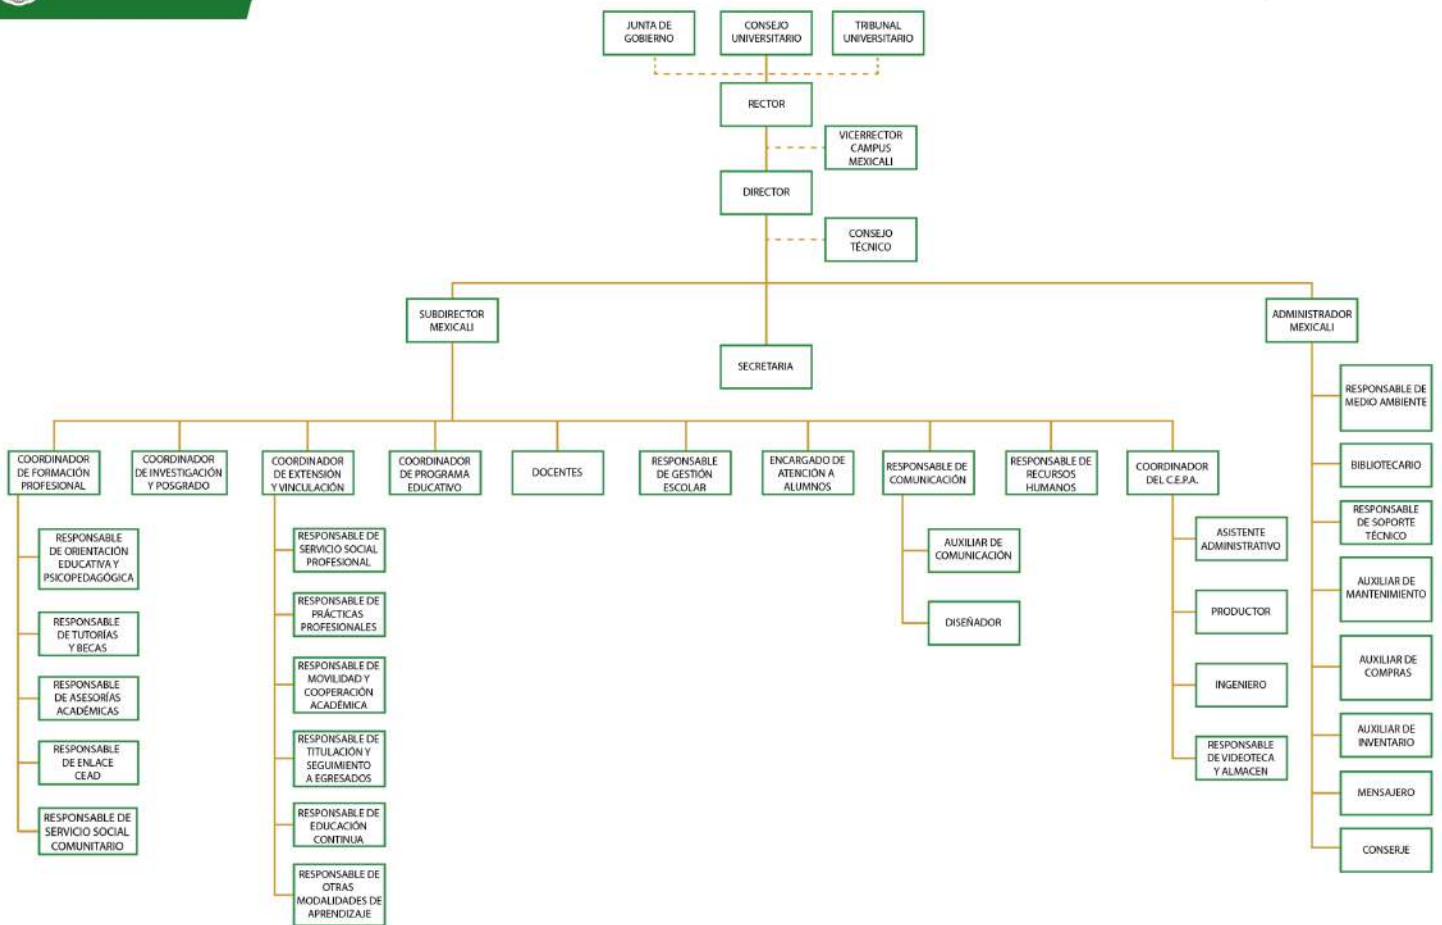 JUNTA DE
GOBIERNO
CONSEJO
UNIVERSITARIO
TRIBUNAL
UNIVERSITARIO
RECTOR
VICERRECTOR
CAMPUS
MEXICALI
DIRECTOR
CONSEJO
TÉCNICO
SUBDIRECTOR
MEXICALI
SECRETARIA
ADMINISTRADOR
MEXICALI
COORDINADOR
DE FORMACIÓN
PROFESIONAL
COORDINADOR
DE INVESTIGACIÓN
Y POSGRADO
COORDINADOR
DE EXTENSIÓN
Y VINCULACIÓN
COORDINADOR
DE PROGRAMA
EDUCATIVO
DOCENTES
RESPONSABLE
DE GESTIÓN
ESCOLAR
ENCARGADO DE
ATENCIÓN A
ALUMNOS
RESPONSABLE DE
COMUNICACIÓN
RESPONSABLE DE
RECURSOS
HUMANOS
COORDINADOR
DEL C.E.P.A.
RESPONSABLE
DE ORIENTACIÓN
EDUCATIVA Y
PSICOPEDAGÓGICA
RESPONSABLE
DE TUTORÍAS
Y BECAS
RESPONSABLE
DE ASESORÍAS
ACADÉMICAS
RESPONSABLE
DE ENLACE
CEAD
RESPONSABLE DE
SERVICIO SOCIAL
COMUNITARIO
RESPONSABLE DE
SERVICIO SOCIAL
PROFESIONAL
RESPONSABLE DE
PRÁCTICAS
PROFESIONALES
RESPONSABLE DE
MOVILIDAD Y
COOPERACIÓN
ACADÉMICA
RESPONSABLE DE
TITULACIÓN Y
SEGUIMIENTO
A EGRESADOS
RESPONSABLE DE
EDUCACIÓN
CONTINUA
RESPONSABLE DE
OTRAS
MODALIDADES DE
APRENDIZAJE
AUXILIAR DE
COMUNICACIÓN
DISEÑADOR
ASISTENTE
ADMINISTRATIVO
PRODUCTOR
INGENIERO
RESPONSABLE
DE VIDEOTECA
Y ALMACEN
RESPONSABLE DE
MEDIO AMBIENTE
BIBLIOTECARIO
RESPONSABLE
DE SOPORTE
TÉCNICO
AUXILIAR DE
MANTENIMIENTO
AUXILIAR DE
COMPRAS
AUXILIAR DE
INVENTARIO
MENSAJERO
CONSERJE